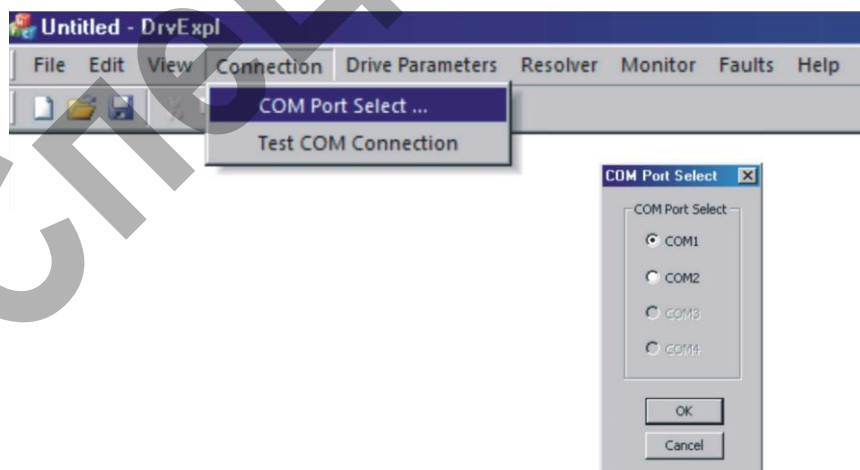 Untitled - DrvExpl
File Edit View Connection Drive Parameters Resolver Monitor Faults Help
COM Port Select ...
Test COM Connection
COM Port Select
COM Port Select
COM1
COM2
COM3
COM4
OK
Cancel